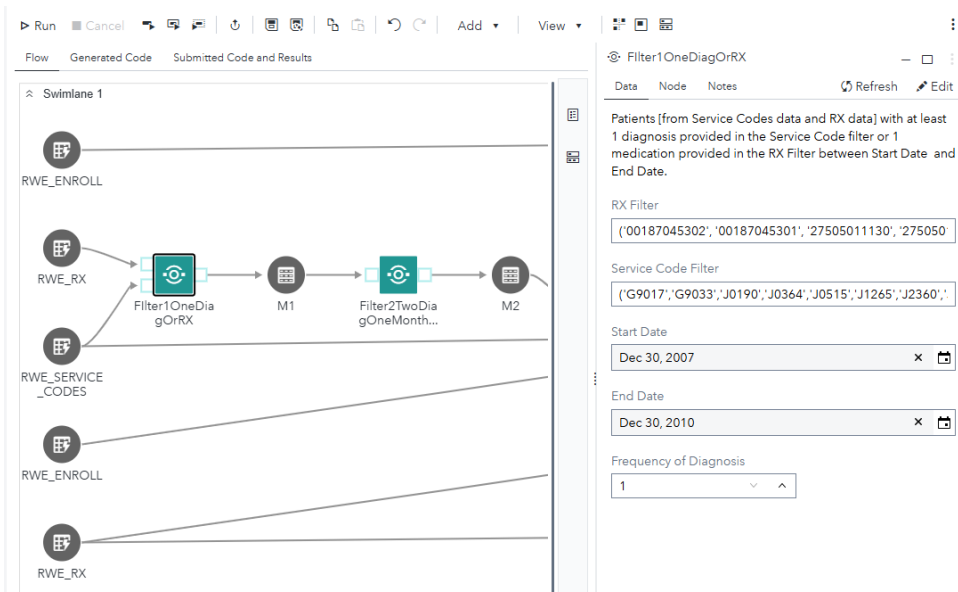 Run Cancel Add View
Flow Generated Code Submitted Code and Results
Swimlane 1
RWE_ENROLL
RWE_RX
FIlter1OneDia
gOrRX
M1
Filter2TwoDia
gOneMonth...
M2
RWE_SERVICE
_CODES
RWE_ENROLL
RWE_RX
FIlter1OneDiagOrRX
Data Node Notes Refresh Edit
Patients [from Service Codes data and RX data] with at least
1 diagnosis provided in the Service Code filter or 1
medication provided in the RX Filter between Start Date and
End Date.
RX Filter
('00187045302', '00187045301', '27505011130', '275050
Service Code Filter
('G9017','G9033','J0190','J0364','J0515','J1265','J2360','
Start Date
Dec 30, 2007
End Date
Dec 30, 2010
Frequency of Diagnosis
1